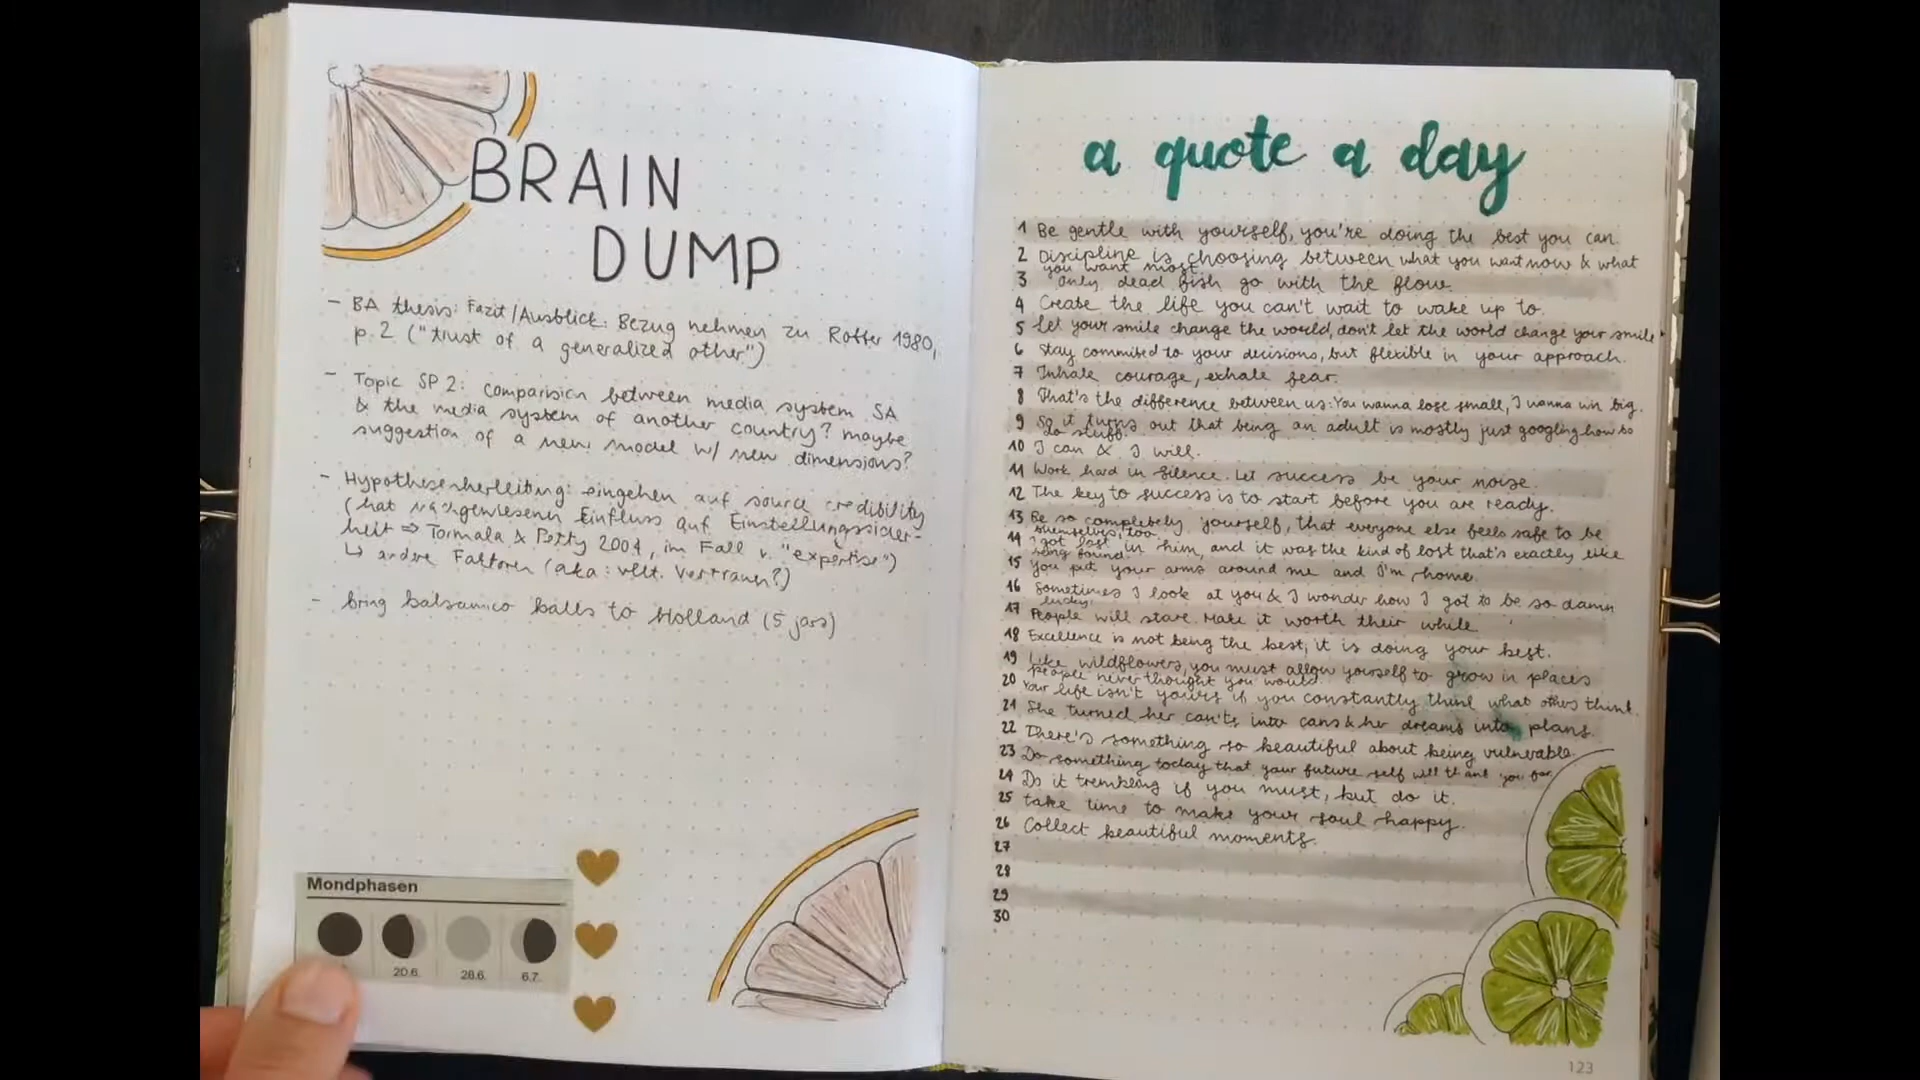 BRAIN
DUMP
- BA thesis: Fazit/Ausblick: Bezug nehmen zu Rotter 1980,
p. 2 ("trust of a generalized other")
- Topic SP 2: comparision between media system SA
& the media system of another country? maybe
suggestion of a new model w/ new dimensions?
- Hypothesenherleitung: eingehen auf source credibility
(hat nachgewiesenen Einfluss auf Einstellungssicher-
heit ⇒ Tormala & Petty 2004, im Fall v. "expertise")
↳ andere Faktoren (aka: vllt. Vertrauen?)
- bring balsamico balls to Holland (5 jars)
Mondphasen
20.6. 28.6. 6.7.
a quote a day
1 Be gentle with yourself, you're doing the best you can.
2 Discipline is choosing between what you want now & what
you want most.
3 Only dead fish go with the flow.
4 Create the life you can't wait to wake up to.
5 Let your smile change the world, don't let the world change your smile.
6 Stay commited to your decisions, but flexible in your approach.
7 Inhale courage, exhale fear.
8 That's the difference between us: You wanna lose small, I wanna win big.
9 So it turns out that being an adult is mostly just googling how to
do stuff.
10 I can & I will.
11 Work hard in silence. Let success be your noise.
12 The key to success is to start before you are ready.
13 Be so completely yourself, that everyone else feels safe to be
themselves, too.
14 I got lost in him, and it was the kind of lost that's exactly like
being found.
15 You put your arms around me and I'm home.
16 Sometimes I look at you & I wonder how I got to be so damn
lucky.
17 People will stare. Make it worth their while.
18 Excellence is not being the best, it is doing your best.
19 Like wildflowers, you must allow yourself to grow in places
people never thought you would.
20 Your life isn't yours if you constantly think what others think.
21 She turned her can'ts into cans & her dreams into plans.
22 There's something so beautiful about being vulnerable.
23 Do something today that your future self will thank you for.
24 Do it trembling if you must, but do it.
25 take time to make your soul happy.
26 Collect beautiful moments.
27
28
29
30
123